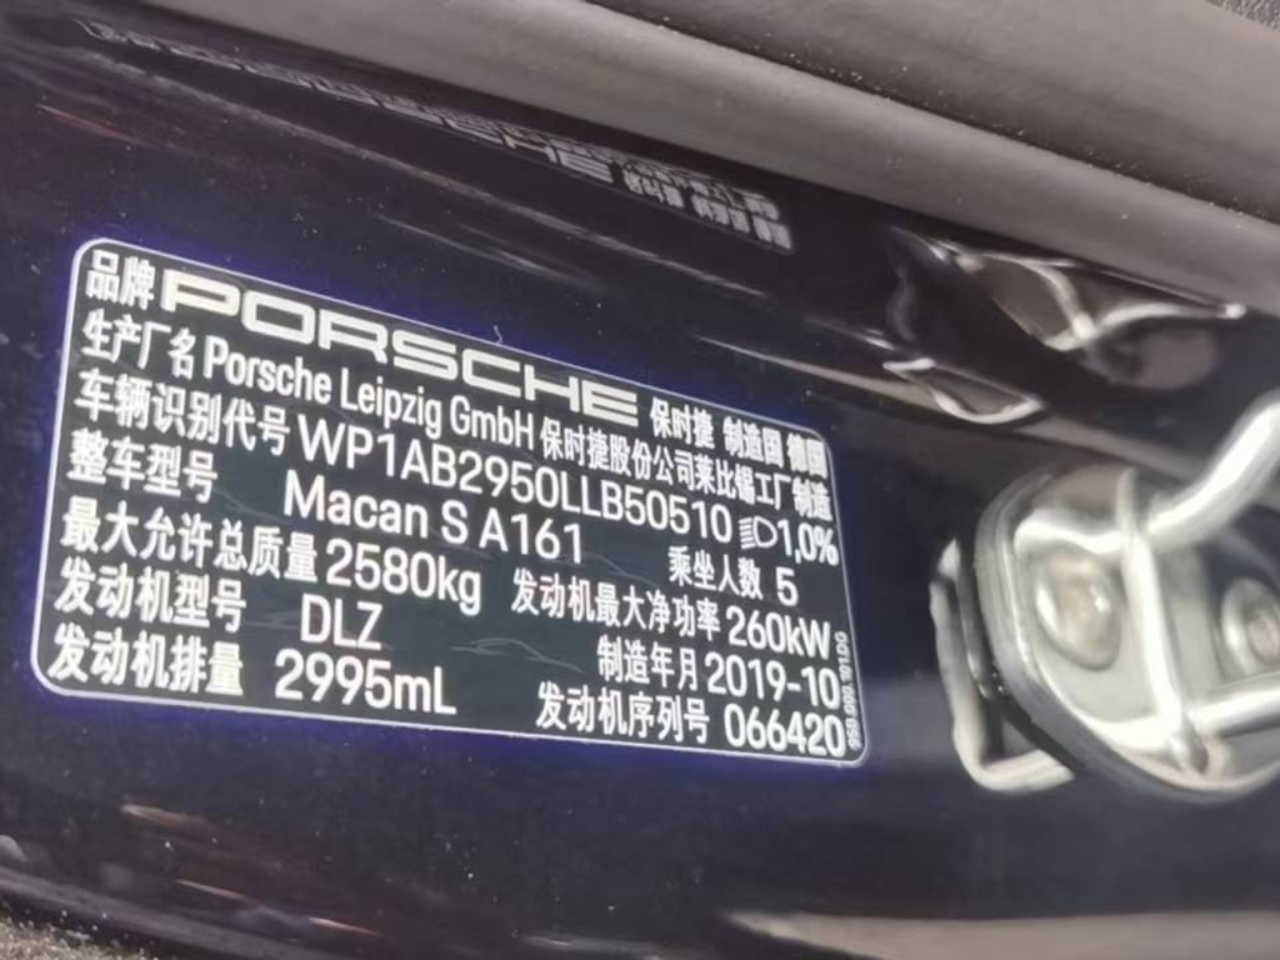 品牌 PORSCHE 保时捷 制造国 德国
生产厂名 Porsche Leipzig GmbH 保时捷股份公司莱比锡工厂制造
车辆识别代号 WP1AB2950LLB50510 1,0%
整车型号 Macan S A161 乘坐人数 5
最大允许总质量 2580kg 发动机最大净功率 260kW
发动机型号 DLZ 制造年月 2019-10
发动机排量 2995mL 发动机序列号 066420
95B.000.101.DG